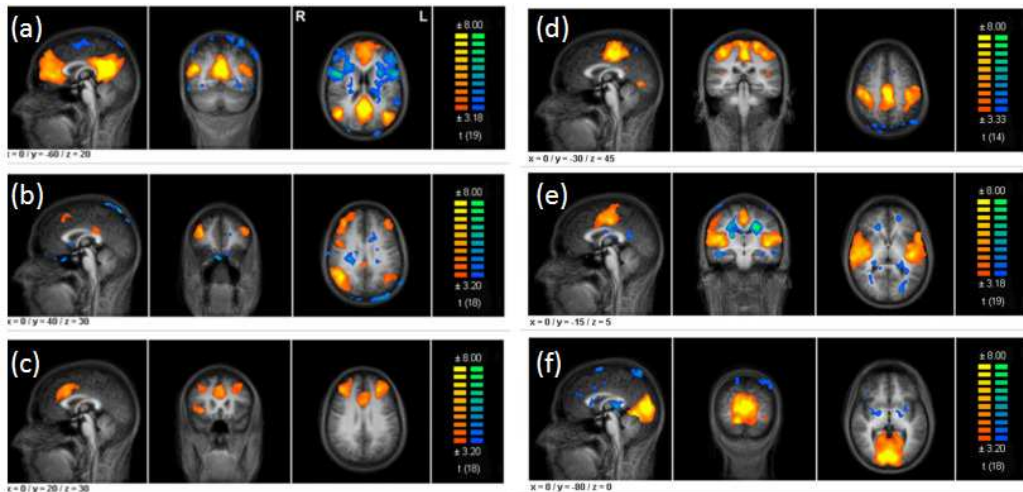 (a)
R
L
± 8.00
± 3.18
t (19)
x = 0 / y = -60 / z = 20
(b)
± 8.00
± 3.20
t (18)
x = 0 / y = 40 / z = 30
(c)
± 8.00
± 3.20
t (18)
x = 0 / y = 20 / z = 30
(d)
± 8.00
± 3.33
t (14)
x = 0 / y = -30 / z = 45
(e)
± 8.00
± 3.18
t (19)
x = 0 / y = -15 / z = 5
(f)
± 8.00
± 3.20
t (18)
x = 0 / y = -80 / z = 0